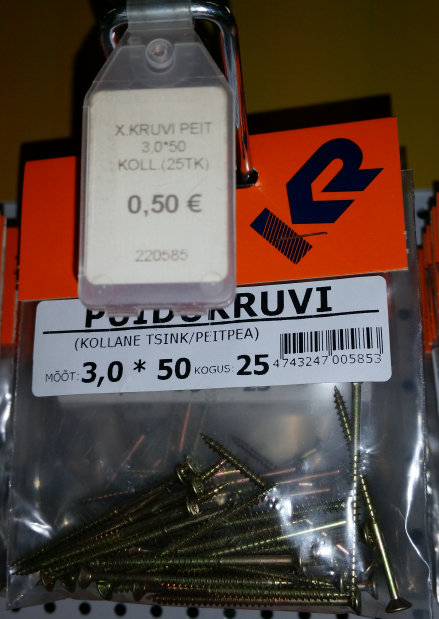 X.KRUVI PEIT
3,0*50
KOLL.(25TK)
0,50 €
220585
PUIDUKRUVI
(KOLLANE TSINK/PEITPEA)
MÕÕT: 3,0 * 50 KOGUS: 25
4743247005853